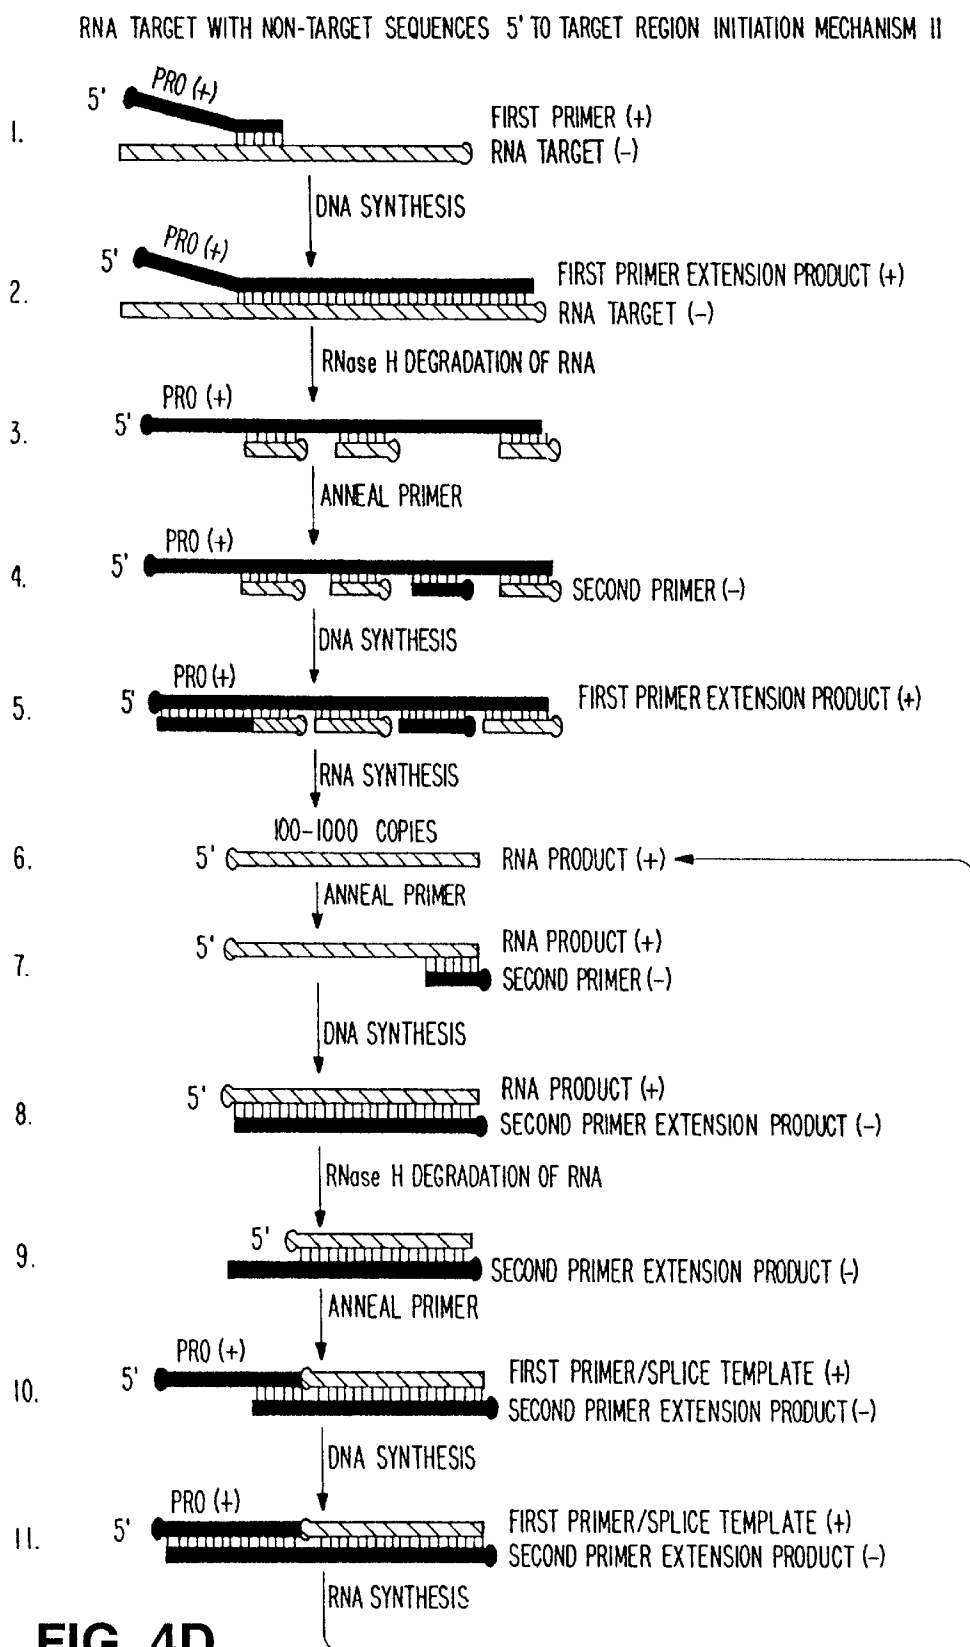 RNA TARGET WITH NON-TARGET SEQUENCES 5' TO TARGET REGION INITIATION MECHANISM II
5' PRO (+)
1. FIRST PRIMER (+)
RNA TARGET (-)
DNA SYNTHESIS
5' PRO (+)
2. FIRST PRIMER EXTENSION PRODUCT (+)
RNA TARGET (-)
RNase H DEGRADATION OF RNA
PRO (+)
3. 5'
ANNEAL PRIMER
PRO (+)
4. 5'
SECOND PRIMER (-)
DNA SYNTHESIS
PRO (+)
5. 5' FIRST PRIMER EXTENSION PRODUCT (+)
RNA SYNTHESIS
100-1000 COPIES
6. 5' RNA PRODUCT (+)
ANNEAL PRIMER
5' RNA PRODUCT (+)
7. SECOND PRIMER (-)
DNA SYNTHESIS
5' RNA PRODUCT (+)
8. SECOND PRIMER EXTENSION PRODUCT (-)
RNase H DEGRADATION OF RNA
5'
9. SECOND PRIMER EXTENSION PRODUCT (-)
ANNEAL PRIMER
PRO (+)
5' FIRST PRIMER/SPLICE TEMPLATE (+)
10. SECOND PRIMER EXTENSION PRODUCT (-)
DNA SYNTHESIS
PRO (+)
5' FIRST PRIMER/SPLICE TEMPLATE (+)
11. SECOND PRIMER EXTENSION PRODUCT (-)
RNA SYNTHESIS
FIG. 4D